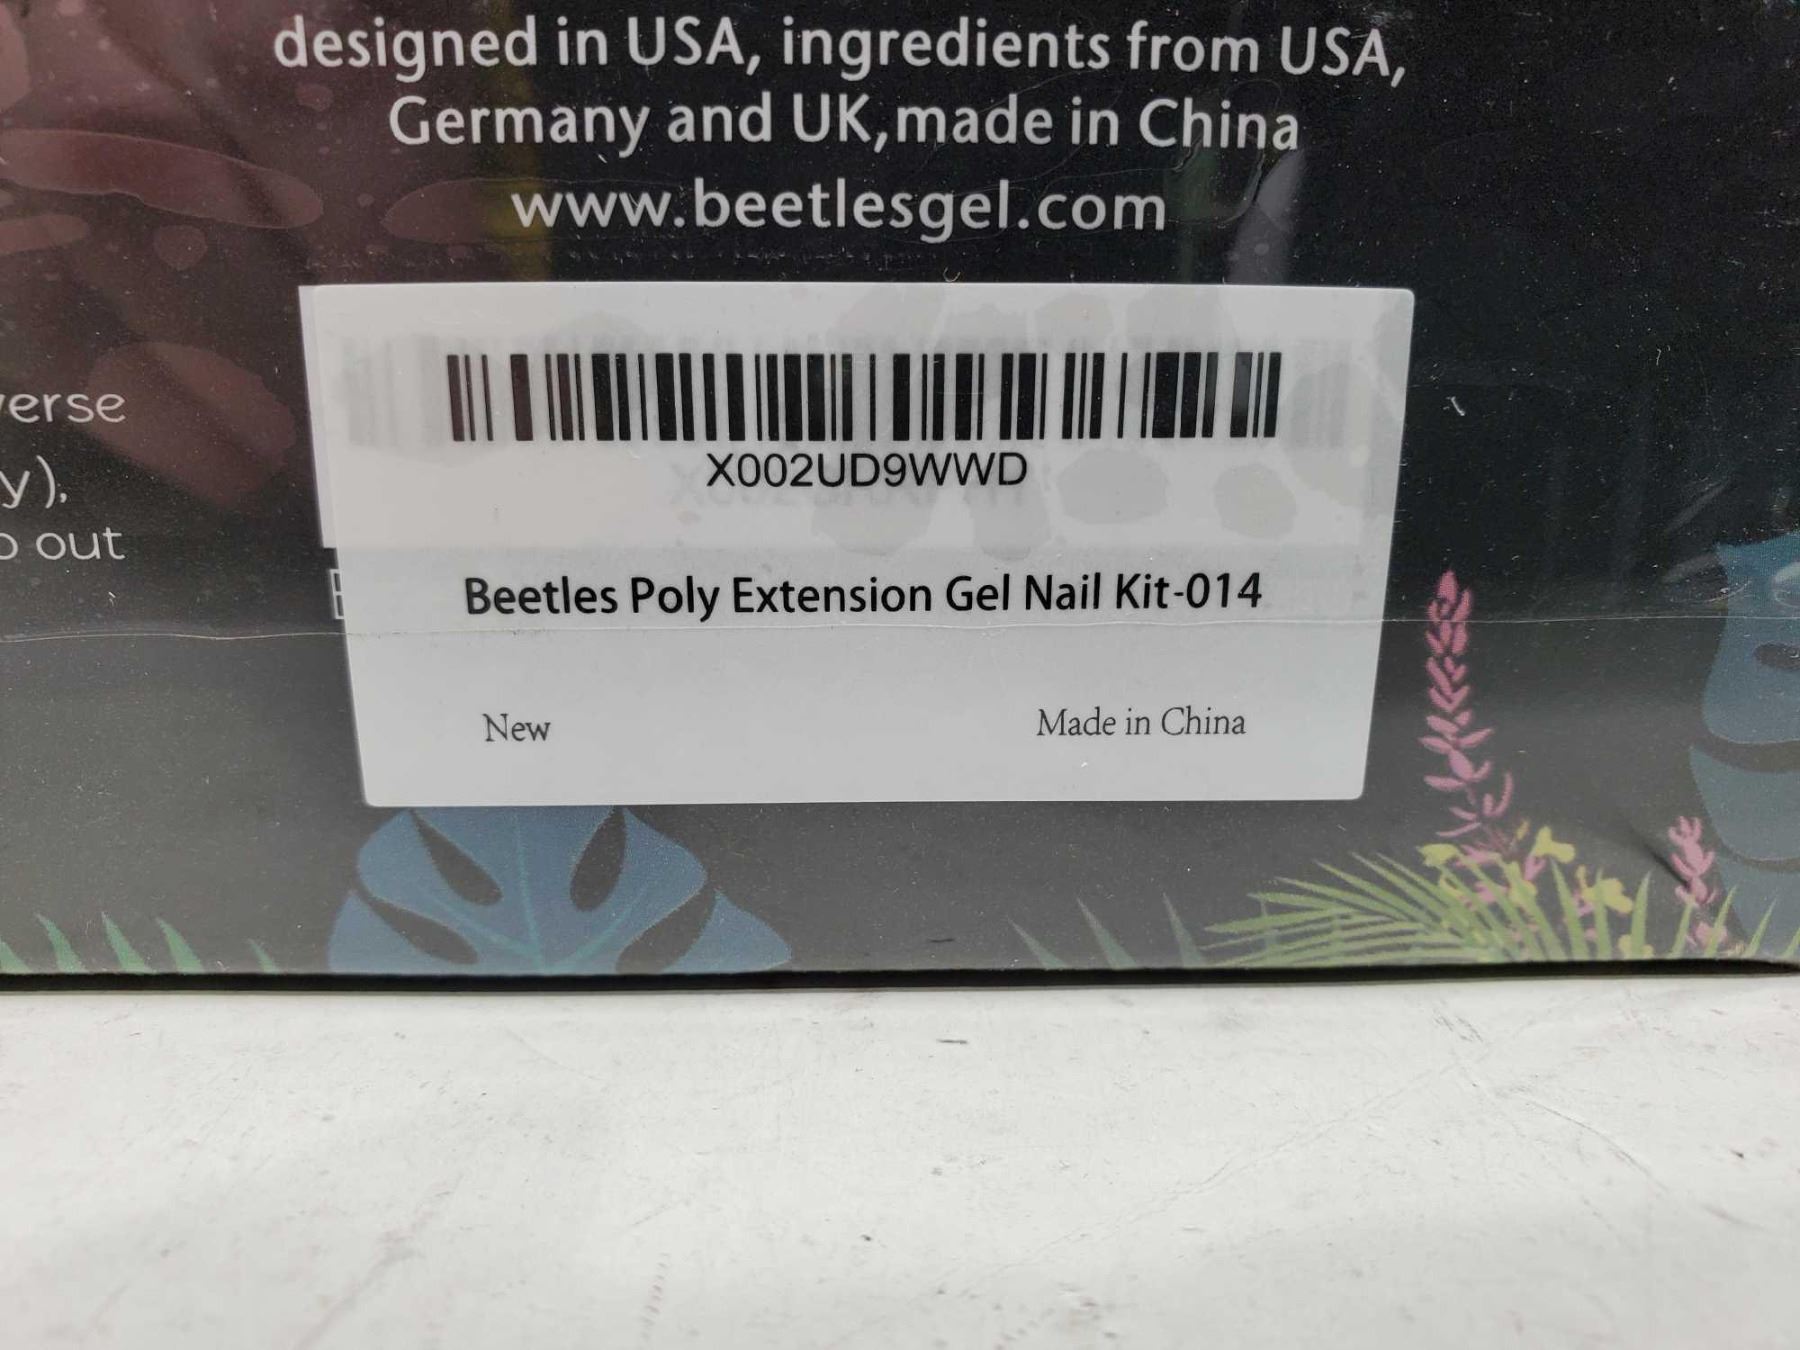 designed in USA, ingredients from USA,
Germany and UK,made in China
www.beetlesgel.com
erse
y).
out
X002UD9WWD
Beetles Poly Extension Gel Nail Kit-014
New
Made in China